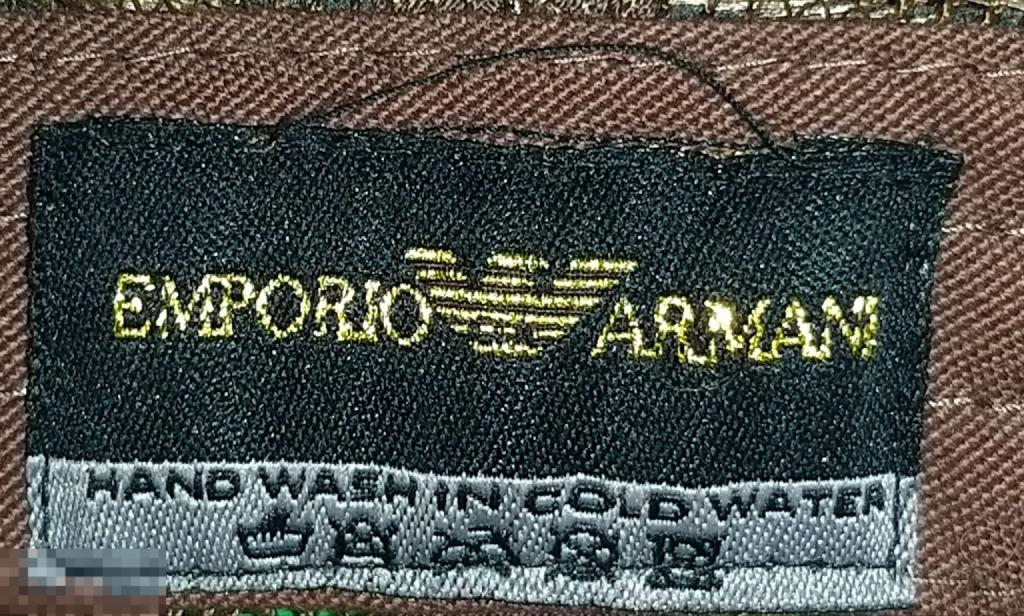 EMPORIO ARMANI
HAND WASH IN COLD WATER